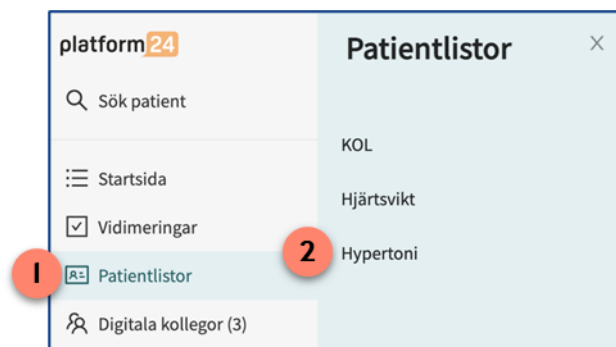 platform24
Sök patient
Startsida
Vidimeringar
1
Patientlistor
Digitala kollegor (3)
Patientlistor
KOL
Hjärtsvikt
2
Hypertoni